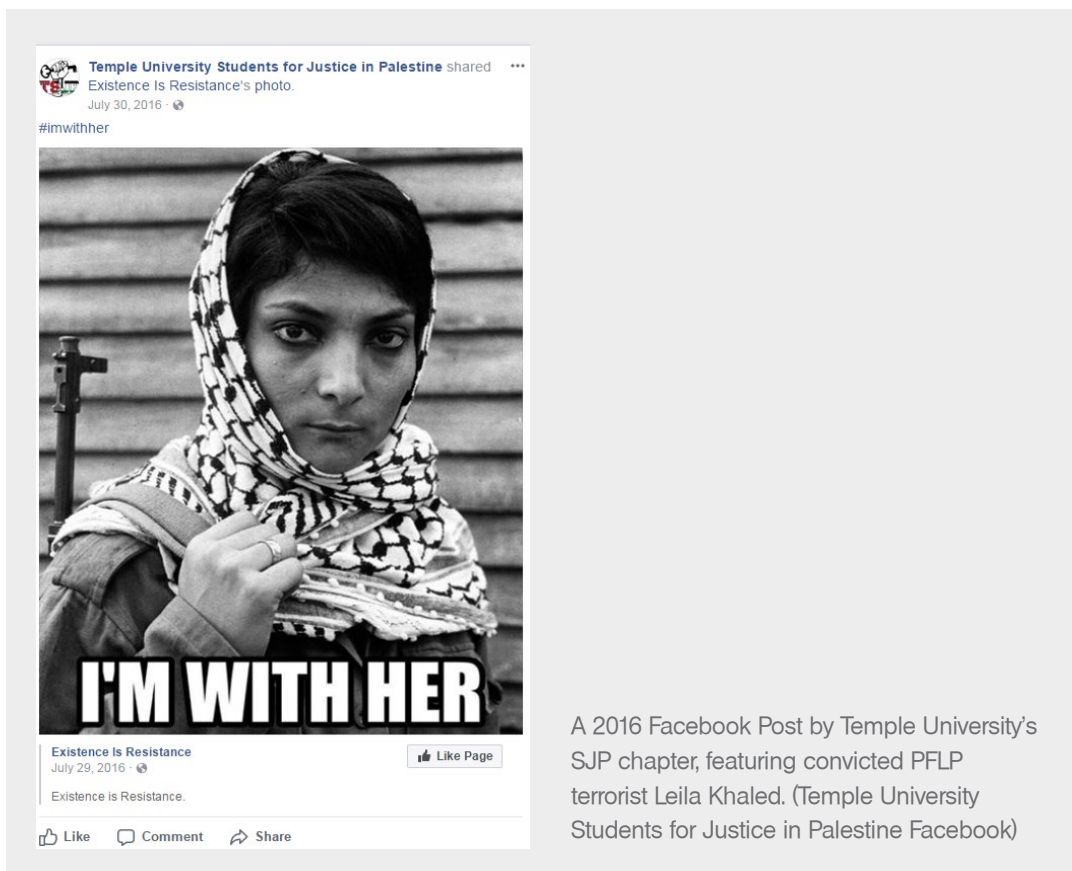 Temple University Students for Justice in Palestine shared
Existence Is Resistance's photo.
July 30, 2016 ·
#imwithher
I'M WITH HER
Existence Is Resistance
July 29, 2016 ·
Like Page
Existence is Resistance.
Like Comment Share
A 2016 Facebook Post by Temple University’s
SJP chapter, featuring convicted PFLP
terrorist Leila Khaled. (Temple University
Students for Justice in Palestine Facebook)